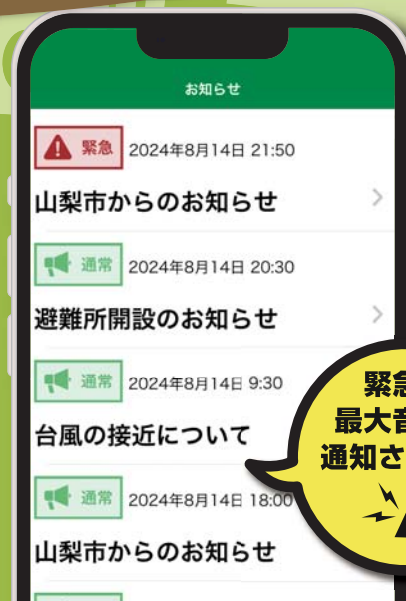 お知らせ
緊急 2024年8月14日 21:50
山梨市からのお知らせ
通常 2024年8月14日 20:30
避難所開設のお知らせ
通常 2024年8月14日 9:30
台風の接近について
通常 2024年8月14日 18:00
山梨市からのお知らせ
緊急
最大音
通知さ